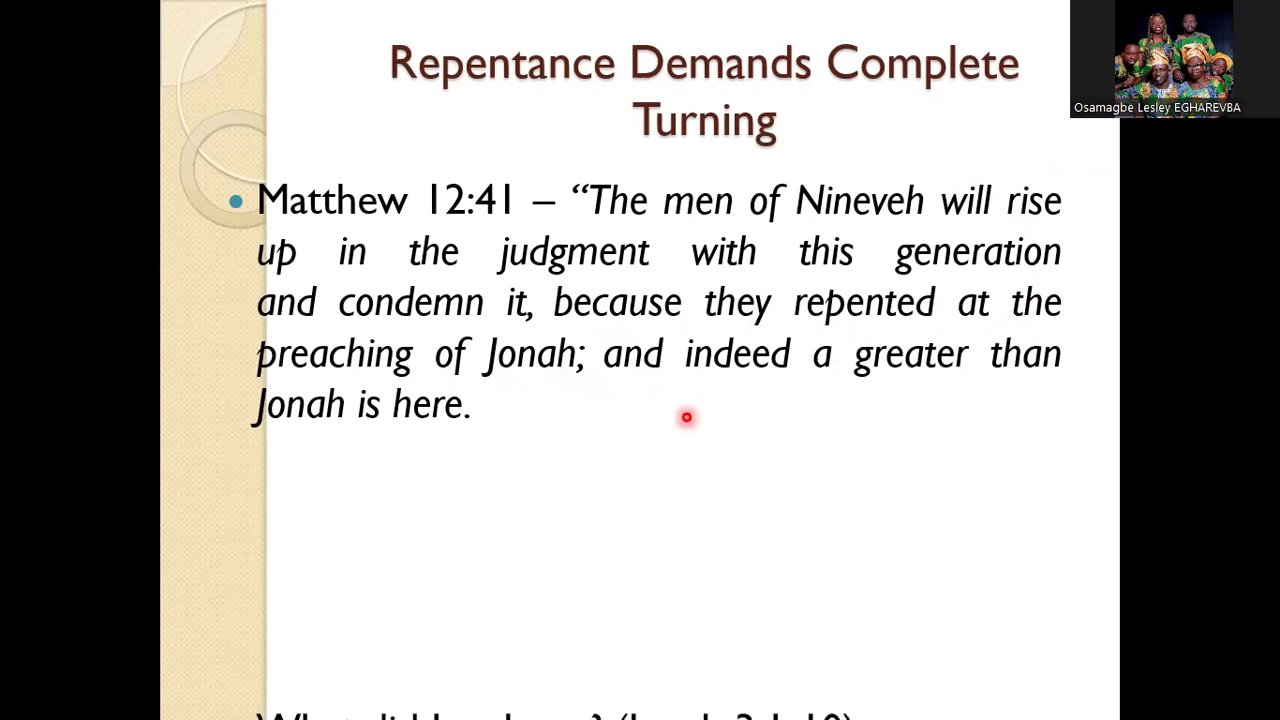 Repentance Demands Complete
Turning
Osamagbe Lesley EGHAREVBA
• Matthew 12:41 – “The men of Nineveh will rise
up in the judgment with this generation
and condemn it, because they repented at the
preaching of Jonah; and indeed a greater than
Jonah is here.